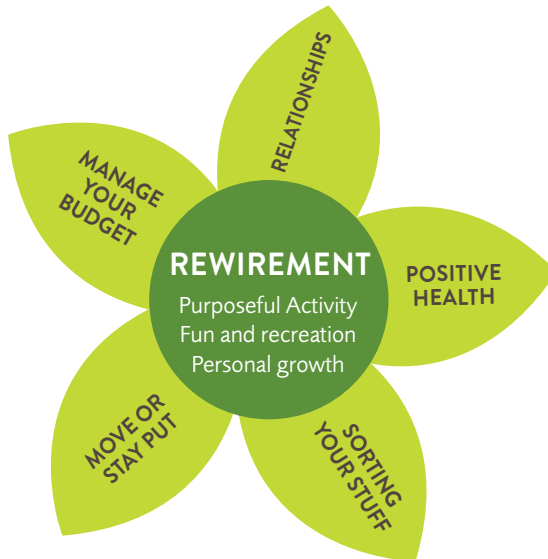 RELATIONSHIPS
MANAGE
YOUR
BUDGET
REWIREMENT
Purposeful Activity
Fun and recreation
Personal growth
POSITIVE
HEALTH
MOVE OR
STAY PUT
SORTING
YOUR STUFF